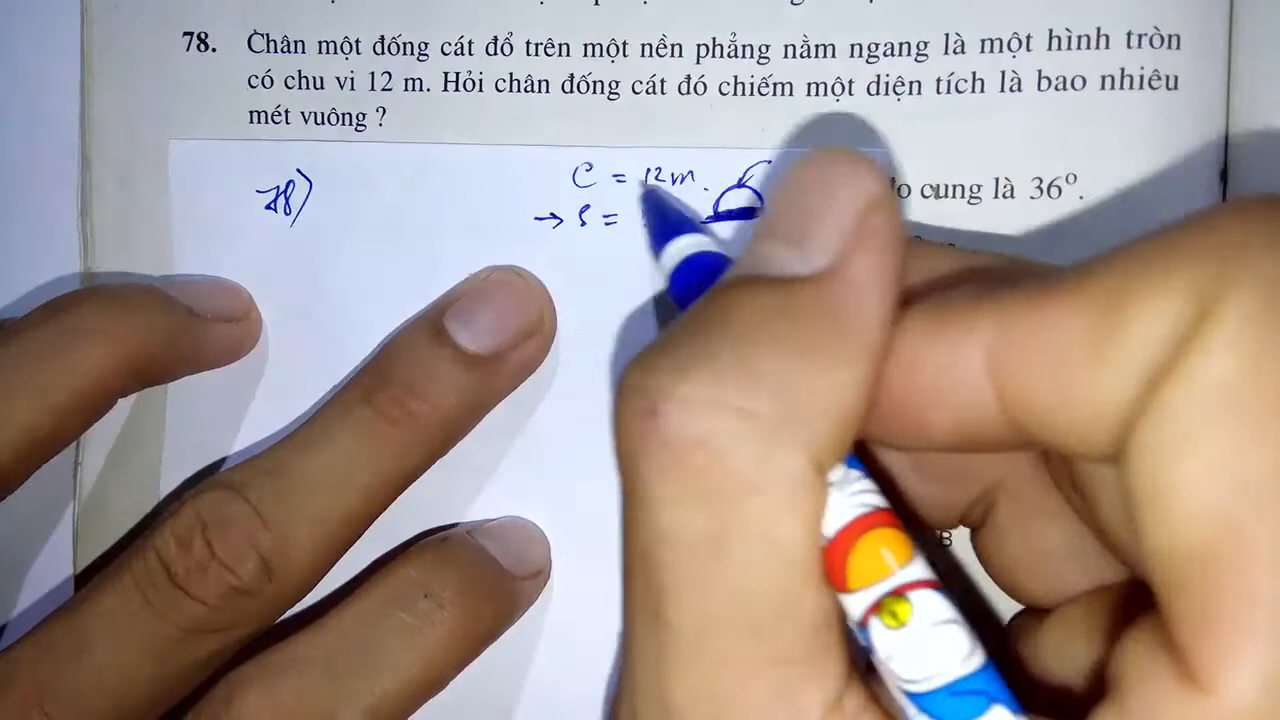 78. Chân một đống cát đổ trên một nền phẳng nằm ngang là một hình tròn
có chu vi 12 m. Hỏi chân đống cát đó chiếm một diện tích là bao nhiêu
mét vuông ?
78)
C = 12m.
→ S =
o cung là 36°.
B